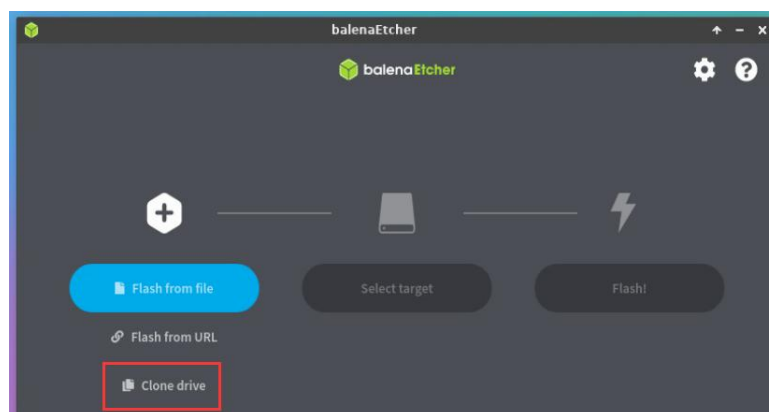 balenaEtcher
balenaEtcher
Flash from file
Select target
Flash!
Flash from URL
Clone drive